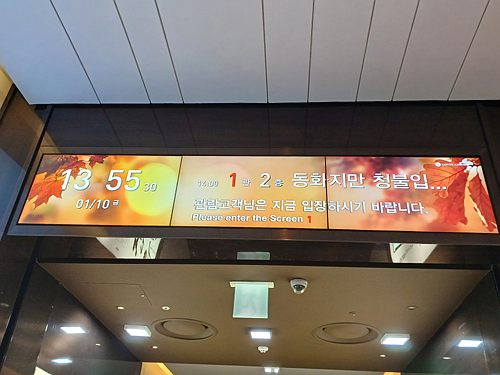 13 55 30
01/10 금
14:00 1관 2층 동화지만 청불입...
관람고객님은 지금 입장하시기 바랍니다.
Please enter the Screen 1